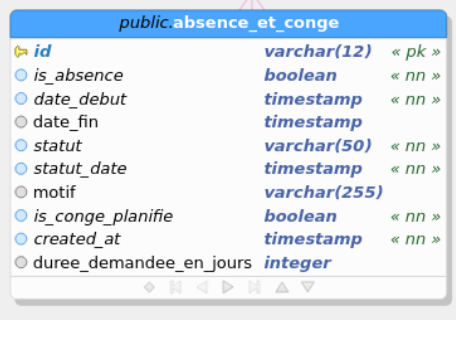 public.absence_et_conge
id varchar(12) « pk »
is_absence boolean « nn »
date_debut timestamp « nn »
date_fin timestamp
statut varchar(50) « nn »
statut_date timestamp « nn »
motif varchar(255)
is_conge_planifie boolean « nn »
created_at timestamp « nn »
duree_demandee_en_jours integer